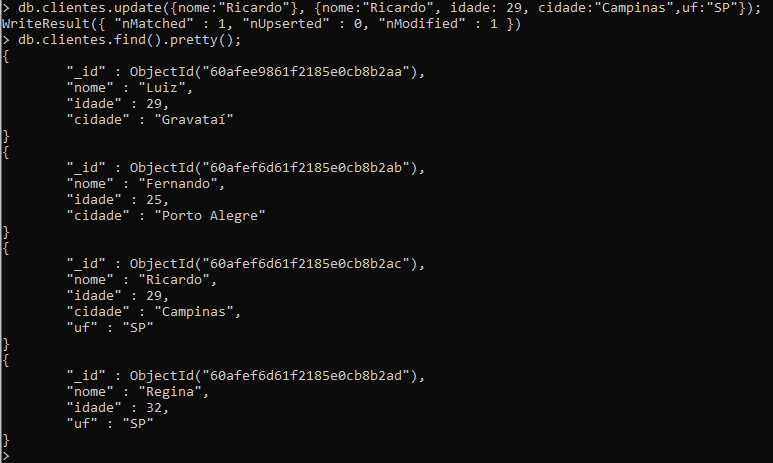 > db.clientes.update({nome:"Ricardo"}, {nome:"Ricardo", idade: 29, cidade:"Campinas",uf:"SP"});
WriteResult({ "nMatched" : 1, "nUpserted" : 0, "nModified" : 1 })
> db.clientes.find().pretty();
{
        "_id" : ObjectId("60afee9861f2185e0cb8b2aa"),
        "nome" : "Luiz",
        "idade" : 29,
        "cidade" : "Gravataí"
}
{
        "_id" : ObjectId("60afef6d61f2185e0cb8b2ab"),
        "nome" : "Fernando",
        "idade" : 25,
        "cidade" : "Porto Alegre"
}
{
        "_id" : ObjectId("60afef6d61f2185e0cb8b2ac"),
        "nome" : "Ricardo",
        "idade" : 29,
        "cidade" : "Campinas",
        "uf" : "SP"
}
{
        "_id" : ObjectId("60afef6d61f2185e0cb8b2ad"),
        "nome" : "Regina",
        "idade" : 32,
        "uf" : "SP"
}
>